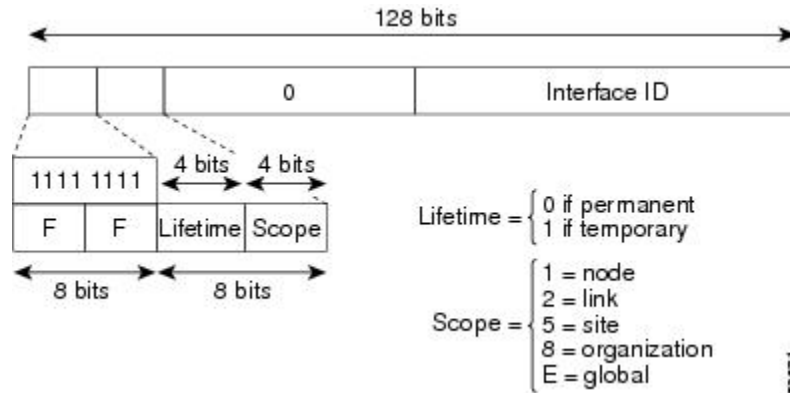 128 bits
0 Interface ID
4 bits 4 bits
1111 1111
F F Lifetime Scope
8 bits 8 bits
Lifetime = 0 if permanent
1 if temporary
Scope = 1 = node
2 = link
5 = site
8 = organization
E = global